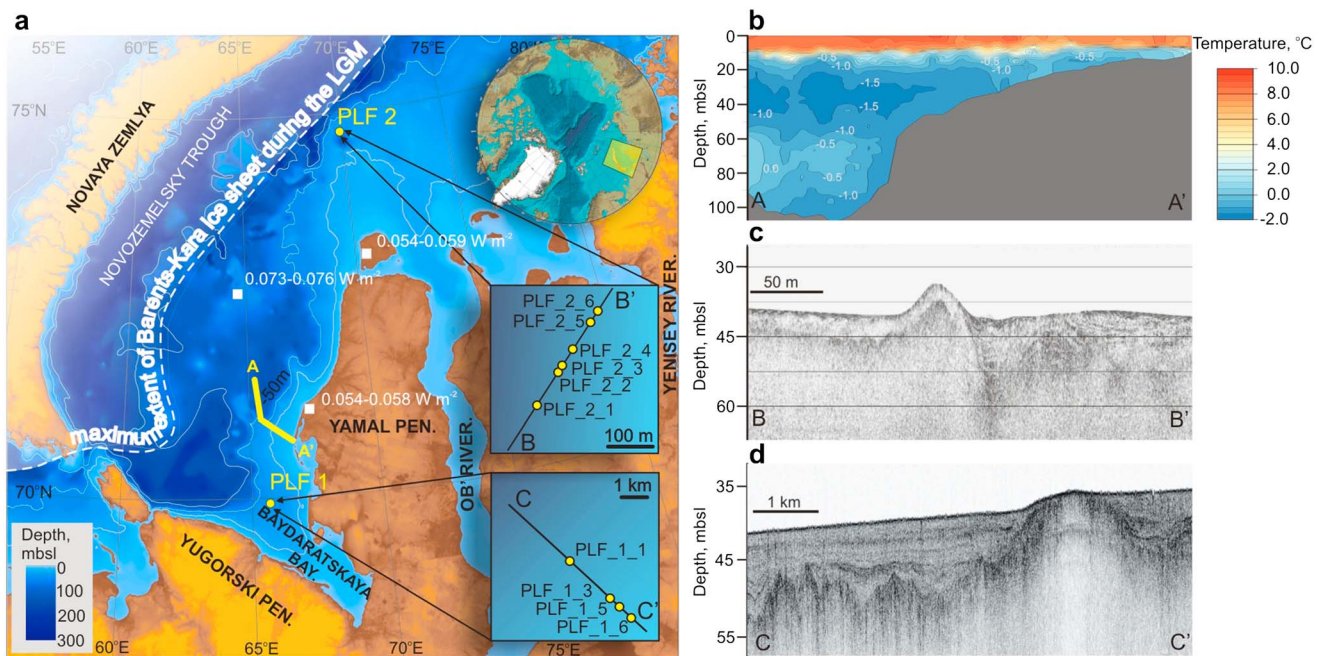 a
55°E
60°E
65°E
70°E
80°E
75°N
NOVAYA ZEMLYA
NOVOZEMELSKY TROUGH
maximum extent of Barents-Kara ice sheet during the LGM
PLF 2
0.054-0.059 W m-2
0.073-0.076 W m-2
A
50m
A'
0.054-0.058 W m-2
YAMAL PEN.
OB' RIVER.
YENISEY RIVER.
PLF 1
70°N
BAYDARATSKAYA
BAY.
YUGORSKI PEN.
Depth,
mbsl
0
100
200
300
60°E
65°E
70°E
75°E
PLF_2_6
B'
PLF_2_5
PLF_2_4
PLF_2_3
PLF_2_2
PLF_2_1
B
100 m
C
1 km
PLF_1_1
PLF_1_3
PLF_1_5
C'
PLF_1_6
b
Depth, mbsl
0
20
40
60
80
100
-0.5
-1.0
-1.0
-0.5
-1.0
-1.5
-1.0
-0.5
0.6
-0.5
-1.0
A
A'
Temperature, °C
10.0
8.0
6.0
4.0
2.0
0.0
-2.0
c
Depth, mbsl
30
45
60
50 m
B
B'
d
Depth, mbsl
35
45
55
1 km
C
C'